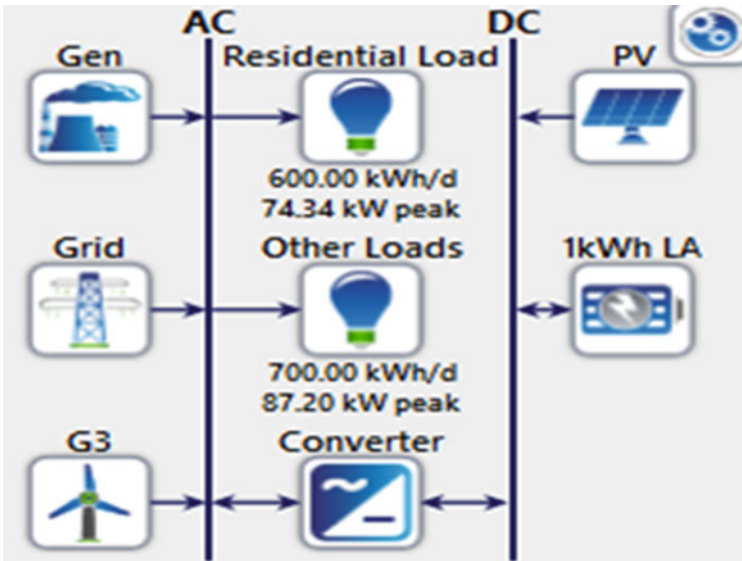 AC
DC
Gen
Residential Load
PV
600.00 kWh/d
74.34 kW peak
Grid
Other Loads
1kWh LA
700.00 kWh/d
87.20 kW peak
G3
Converter